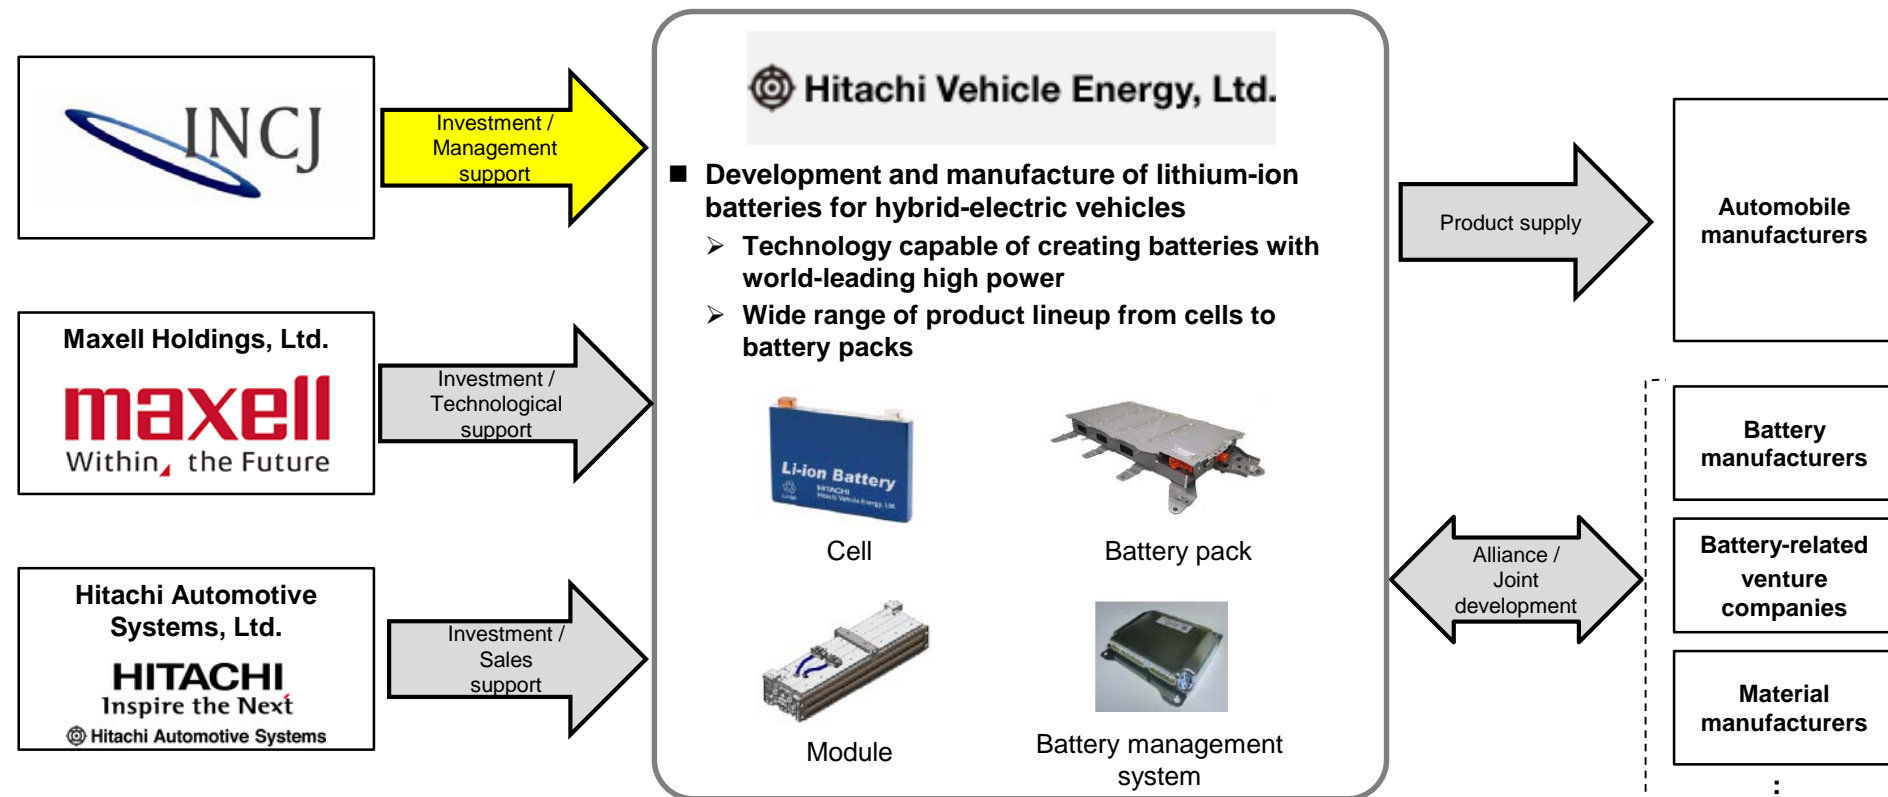 INCJ
Investment /
Management
support
Maxell Holdings, Ltd.
maxell
Within, the Future
Investment /
Technological
support
Hitachi Automotive
Systems, Ltd.
HITACHI
Inspire the Next
Hitachi Automotive Systems
Investment /
Sales
support
Hitachi Vehicle Energy, Ltd.
■ Development and manufacture of lithium-ion
batteries for hybrid-electric vehicles
➢ Technology capable of creating batteries with
world-leading high power
➢ Wide range of product lineup from cells to
battery packs
Li-ion Battery
HITACHI
Hitachi Vehicle Energy, Ltd.
Cell
Battery pack
Module
Battery management
system
Product supply
Automobile
manufacturers
Alliance /
Joint
development
Battery
manufacturers
Battery-related
venture
companies
Material
manufacturers
: